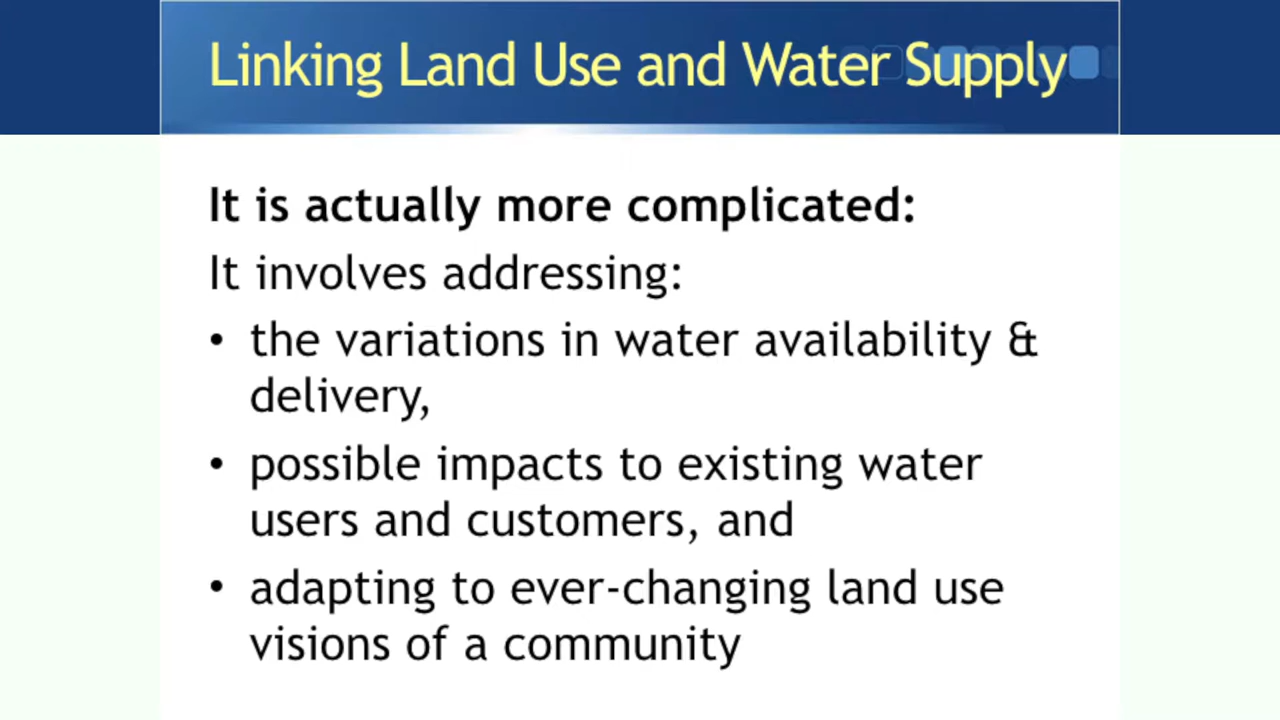 Linking Land Use and Water Supply
It is actually more complicated:
It involves addressing:
• the variations in water availability &
delivery,
• possible impacts to existing water
users and customers, and
• adapting to ever-changing land use
visions of a community